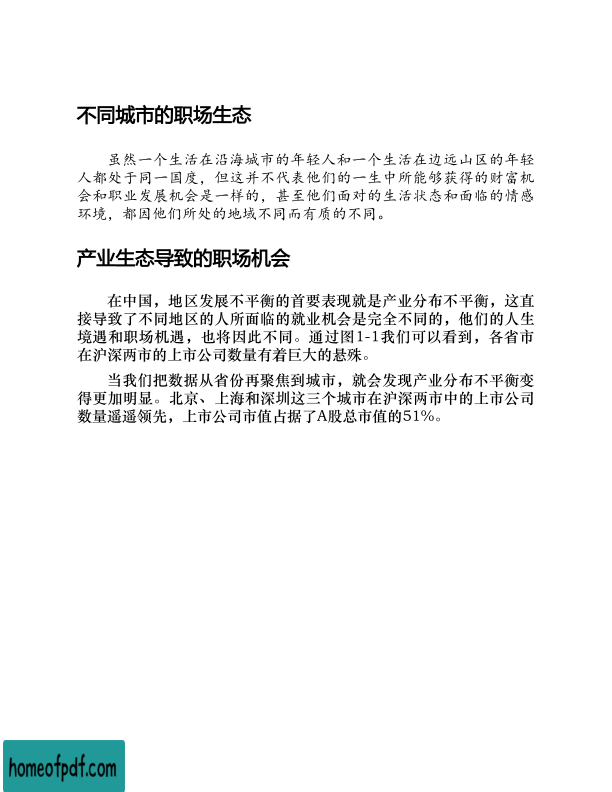 不同城市的职场生态
虽然一个生活在沿海城市的年轻人和一个生活在边远山区的年轻
人都处于同一国度，但这并不代表他们的一生中所能够获得的财富机
会和职业发展机会是一样的，甚至他们面对的生活状态和面临的情感
环境，都因他们所处的地域不同而有质的不同。
产业生态导致的职场机会
在中国，地区发展不平衡的首要表现就是产业分布不平衡，这直
接导致了不同地区的人所面临的就业机会是完全不同的，他们的人生
境遇和职场机遇，也将因此不同。通过图1-1我们可以看到，各省市
在沪深两市的上市公司数量有着巨大的悬殊。
当我们把数据从省份再聚焦到城市，就会发现产业分布不平衡变
得更加明显。北京、上海和深圳这三个城市在沪深两市中的上市公司
数量遥遥领先，上市公司市值占据了A股总市值的51%。
homeofpdf.com